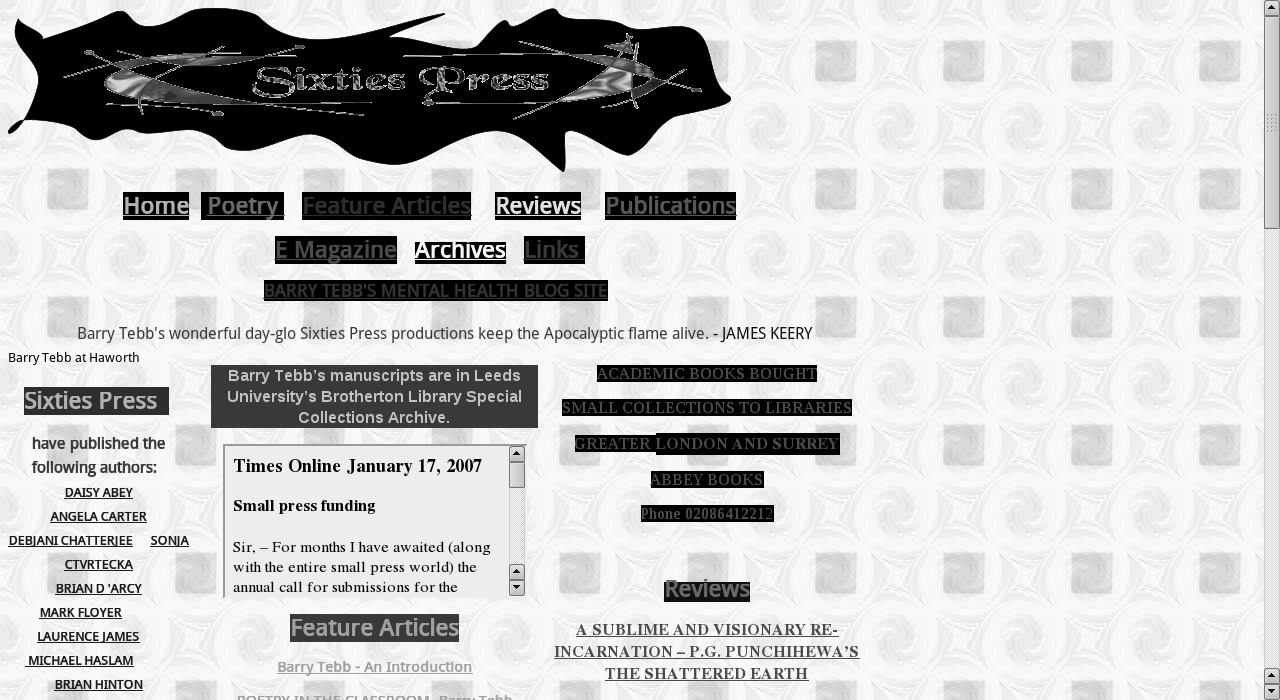 Sixties Press
Home Poetry Feature Articles Reviews Publications
E Magazine Archives Links
BARRY TEBB'S MENTAL HEALTH BLOG SITE
Barry Tebb's wonderful day-glo Sixties Press productions keep the Apocalyptic flame alive. - JAMES KEERY
Barry Tebb at Haworth
Sixties Press
have published the
following authors:
DAISY ABEY
ANGELA CARTER
DEBJANI CHATTERJEE SONJA
CTVRTECKA
BRIAN D 'ARCY
MARK FLOYER
LAURENCE JAMES
MICHAEL HASLAM
BRIAN HINTON
Barry Tebb’s manuscripts are in Leeds
University’s Brotherton Library Special
Collections Archive.
Times Online January 17, 2007
Small press funding
Sir, – For months I have awaited (along
with the entire small press world) the
annual call for submissions for the
Feature Articles
Barry Tebb - An Introduction
POETRY IN THE CLASSROOM- Barry Tebb
ACADEMIC BOOKS BOUGHT
SMALL COLLECTIONS TO LIBRARIES
GREATER LONDON AND SURREY
ABBEY BOOKS
Phone 02086412212
Reviews
A SUBLIME AND VISIONARY RE-
INCARNATION – P.G. PUNCHIHEWA’S
THE SHATTERED EARTH